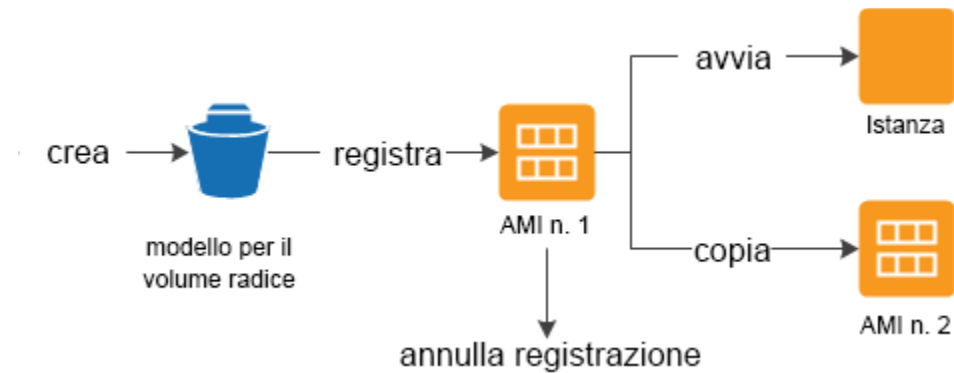 crea
modello per il
volume radice
registra
AMI n. 1
annulla registrazione
avvia
Istanza
copia
AMI n. 2